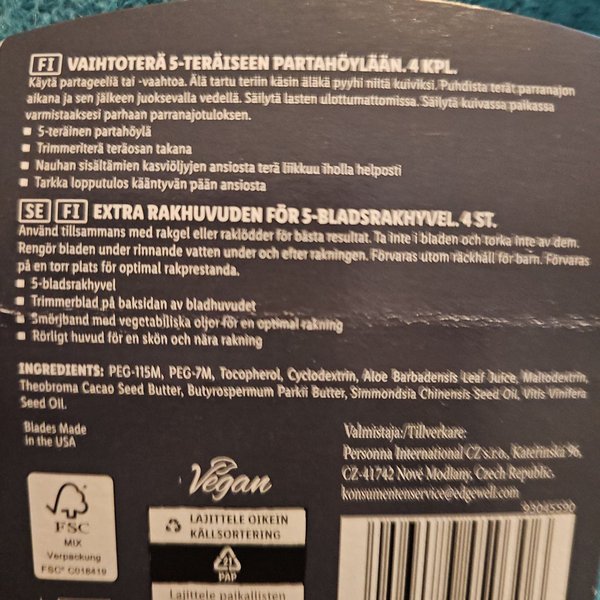 FI VAIHTOTERÄ 5-TERÄISEEN PARTAHÖYLÄÄN. 4 KPL.
Käytä partageeliä tai -vaahtoa. Älä tartu teriin käsin äläkä pyyhi niitä kuiviksi. Puhdista terät parranajon
aikana ja sen jälkeen juoksevalla vedellä. Säilytä lasten ulottumattomissa. Säilytä kuivassa paikassa
varmistaaksesi parhaan parranajotuloksen.
■ 5-teräinen partahöylä
■ Trimmeriterä teräosan takana
■ Nauhan sisältämien kasviöljyjen ansiosta terä liikkuu iholla helposti
■ Tarkka lopputulos kääntyvän pään ansiosta
SE FI EXTRA RAKHUVUDEN FÖR 5-BLADSRAKHYVEL. 4 ST.
Använd tillsammans med rakgel eller raklödder för bästa resultat. Ta inte i bladen och torka inte av dem.
Rengör bladen under rinnande vatten under och efter rakningen. Förvaras utom räckhåll för barn. Förvaras
på en torr plats för optimal rakprestanda.
■ 5-bladsrakhyvel
■ Trimmerblad på baksidan av bladhuvudet
■ Smörjband med vegetabiliska oljor för en optimal rakning
■ Rörligt huvud för en skön och nära rakning
INGREDIENTS: PEG-115M, PEG-7M, Tocopherol, Cyclodextrin, Aloe Barbadensis Leaf Juice, Maltodextrin,
Theobroma Cacao Seed Butter, Butyrospermum Parkii Butter, Simmondsia Chinensis Seed Oil, Vitis Vinifera
Seed Oil.
Blades Made
in the USA
Valmistaja:/Tillverkare:
Personna International CZ s.r.o., Kateřinská 96,
CZ-41742 Nové Modlany, Czech Republic.
konsumentenservice@edgewell.com
93045590
Vegan
FSC
MIX
Verpackung
FSC® C018419
LAJITTELE OIKEIN
KÄLLSORTERING
21
PAP
Lajittele paikallisten